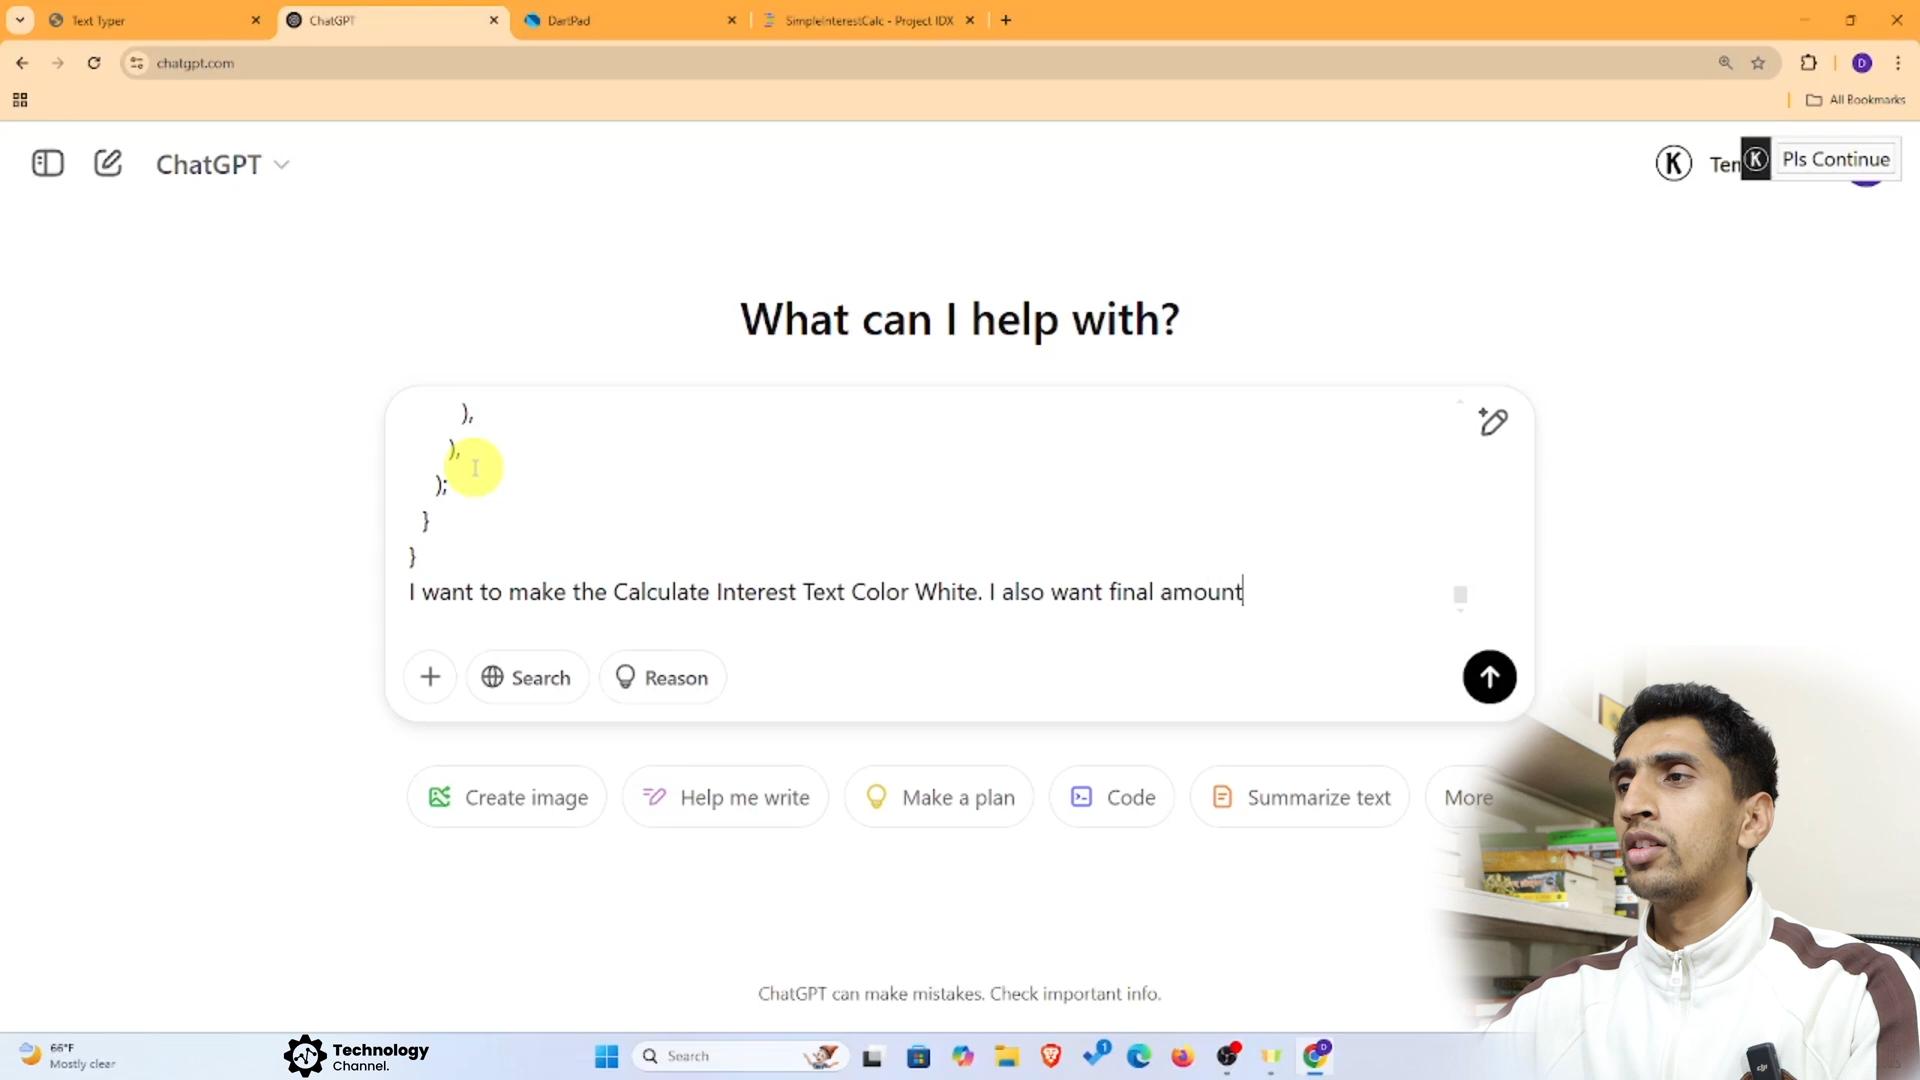 Text Typer
ChatGPT
DartPad
SimpleInterestCalc - Project IDX
chatgpt.com
D
All Bookmarks
ChatGPT
K
Ten
K
Pls Continue
What can I help with?
),
),
);
}
}
I want to make the Calculate Interest Text Color White. I also want final amount
Search
Reason
Create image
Help me write
Make a plan
Code
Summarize text
More
ChatGPT can make mistakes. Check important info.
66°F
Mostly clear
Technology
Channel.
Search
1
D